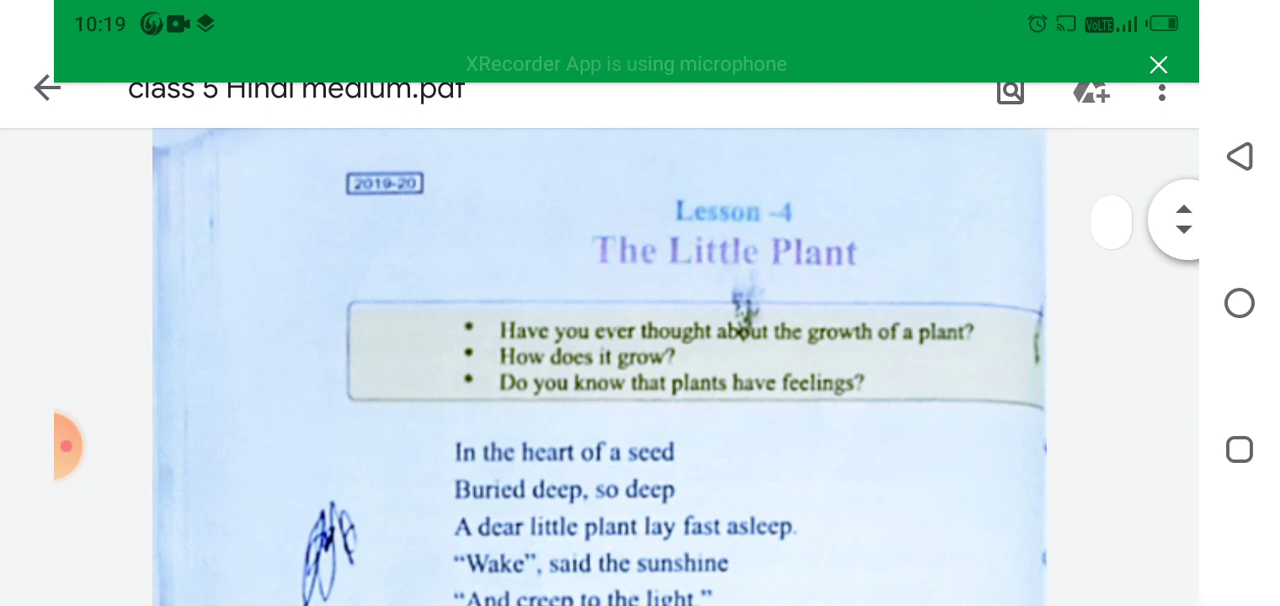 10:19
VoLTE
XRecorder App is using microphone
class 5 Hindi medium.pdf
2019-20
Lesson -4
The Little Plant
• Have you ever thought about the growth of a plant?
• How does it grow?
• Do you know that plants have feelings?
In the heart of a seed
Buried deep, so deep
A dear little plant lay fast asleep.
“Wake”, said the sunshine
“And creep to the light.”